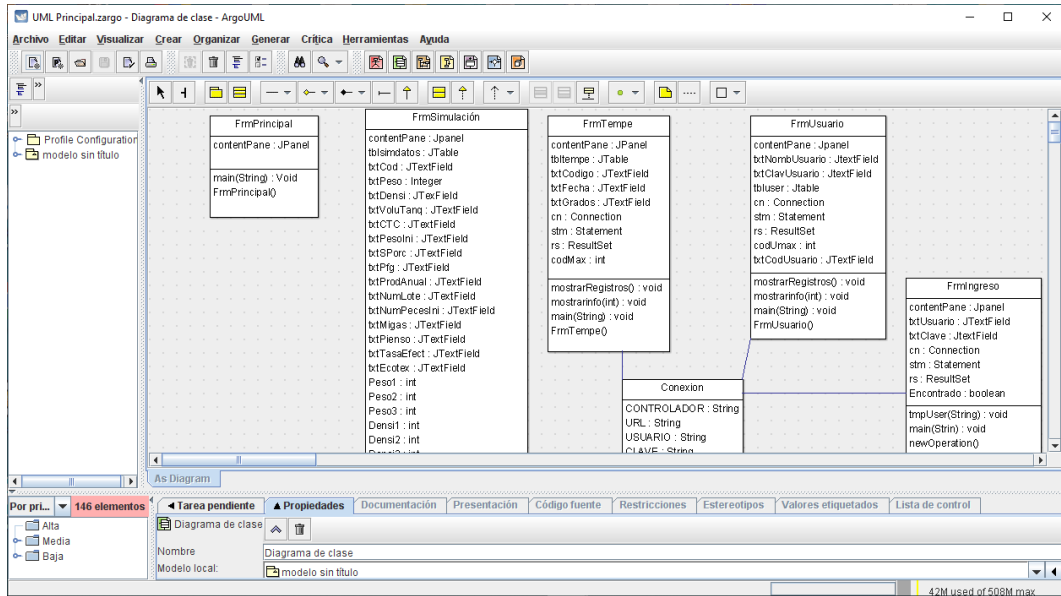 UML Principal.zargo - Diagrama de clase - ArgoUML
Archivo Editar Visualizar Crear Organizar Generar Crítica Herramientas Ayuda
Profile Configuration
modelo sin título
FrmPrincipal
contentPane : JPanel
main(String) : Void
FrmPrincipal()
FrmSimulación
contentPane : Jpanel
tblsimdatos : JTable
txtCod : JTextField
txtPeso : Integer
txtDensi : JTexField
txtVoluTanq : JTextField
txtCTC : JTextField
txtPesoIni : JTextField
txtSPorc : JTextField
txtPfg : JTextField
txtProdAnual : JTextField
txtNumLote : JTextField
txtNumPecesIni : JTextField
txtMigas : JTextField
txtPienso : JTextField
txtTasaEfect : JTextField
txtEcotex : JTextField
Peso1 : int
Peso2 : int
Peso3 : int
Densi1 : int
Densi2 : int
FrmTempe
contentPane : JPanel
tbltempe : JTable
txtCodigo : JTextField
txtFecha : JTextField
txtGrados : JTextField
cn : Connection
stm : Statement
rs : ResultSet
codMax : int
mostrarRegistros() : void
mostrarinfo(int) : void
main(String) : void
FrmTempe()
FrmUsuario
contentPane : JPanel
txtNombUsuario : JtextField
txtClavUsuario : JtextField
tbluser : Jtable
cn : Connection
stm : Statement
rs : ResultSet
codUmax : int
txtCodUsuario : JTextField
mostrarRegistros() : void
mostrarinfo(int) : void
main(String) : void
FrmUsuario()
FrmIngreso
contentPane : Jpanel
txtUsuario : JTextField
txtClave : JtextField
cn : Connection
stm : Statement
rs : ResultSet
Encontrado : boolean
tmpUser(String) : void
main(Strin) : void
newOperation()
Conexion
CONTROLADOR : String
URL : String
USUARIO : String
CLAVE : String
As Diagram
Por pri... 146 elementos
Alta
Media
Baja
Tarea pendiente Propiedades Documentación Presentación Código fuente Restricciones Estereotipos Valores etiquetados Lista de control
Diagrama de clase
Nombre Diagrama de clase
Modelo local: modelo sin título
42M used of 508M max